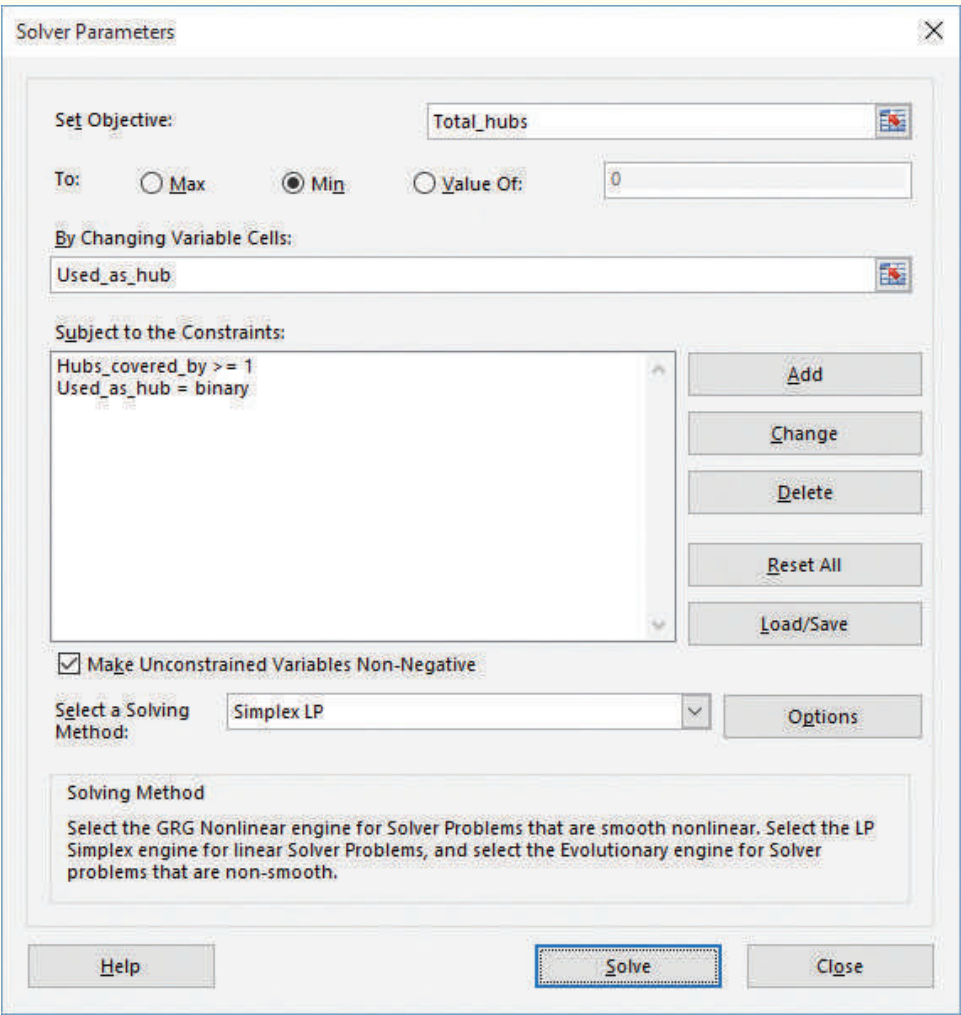 Solver Parameters
Set Objective: Total_hubs
To: Max Min Value Of: 0
By Changing Variable Cells:
Used_as_hub
Subject to the Constraints:
Hubs_covered_by >= 1
Used_as_hub = binary
Add
Change
Delete
Reset All
Load/Save
Make Unconstrained Variables Non-Negative
Select a Solving
Method:
Simplex LP
Options
Solving Method
Select the GRG Nonlinear engine for Solver Problems that are smooth nonlinear. Select the LP
Simplex engine for linear Solver Problems, and select the Evolutionary engine for Solver
problems that are non-smooth.
Help Solve Close